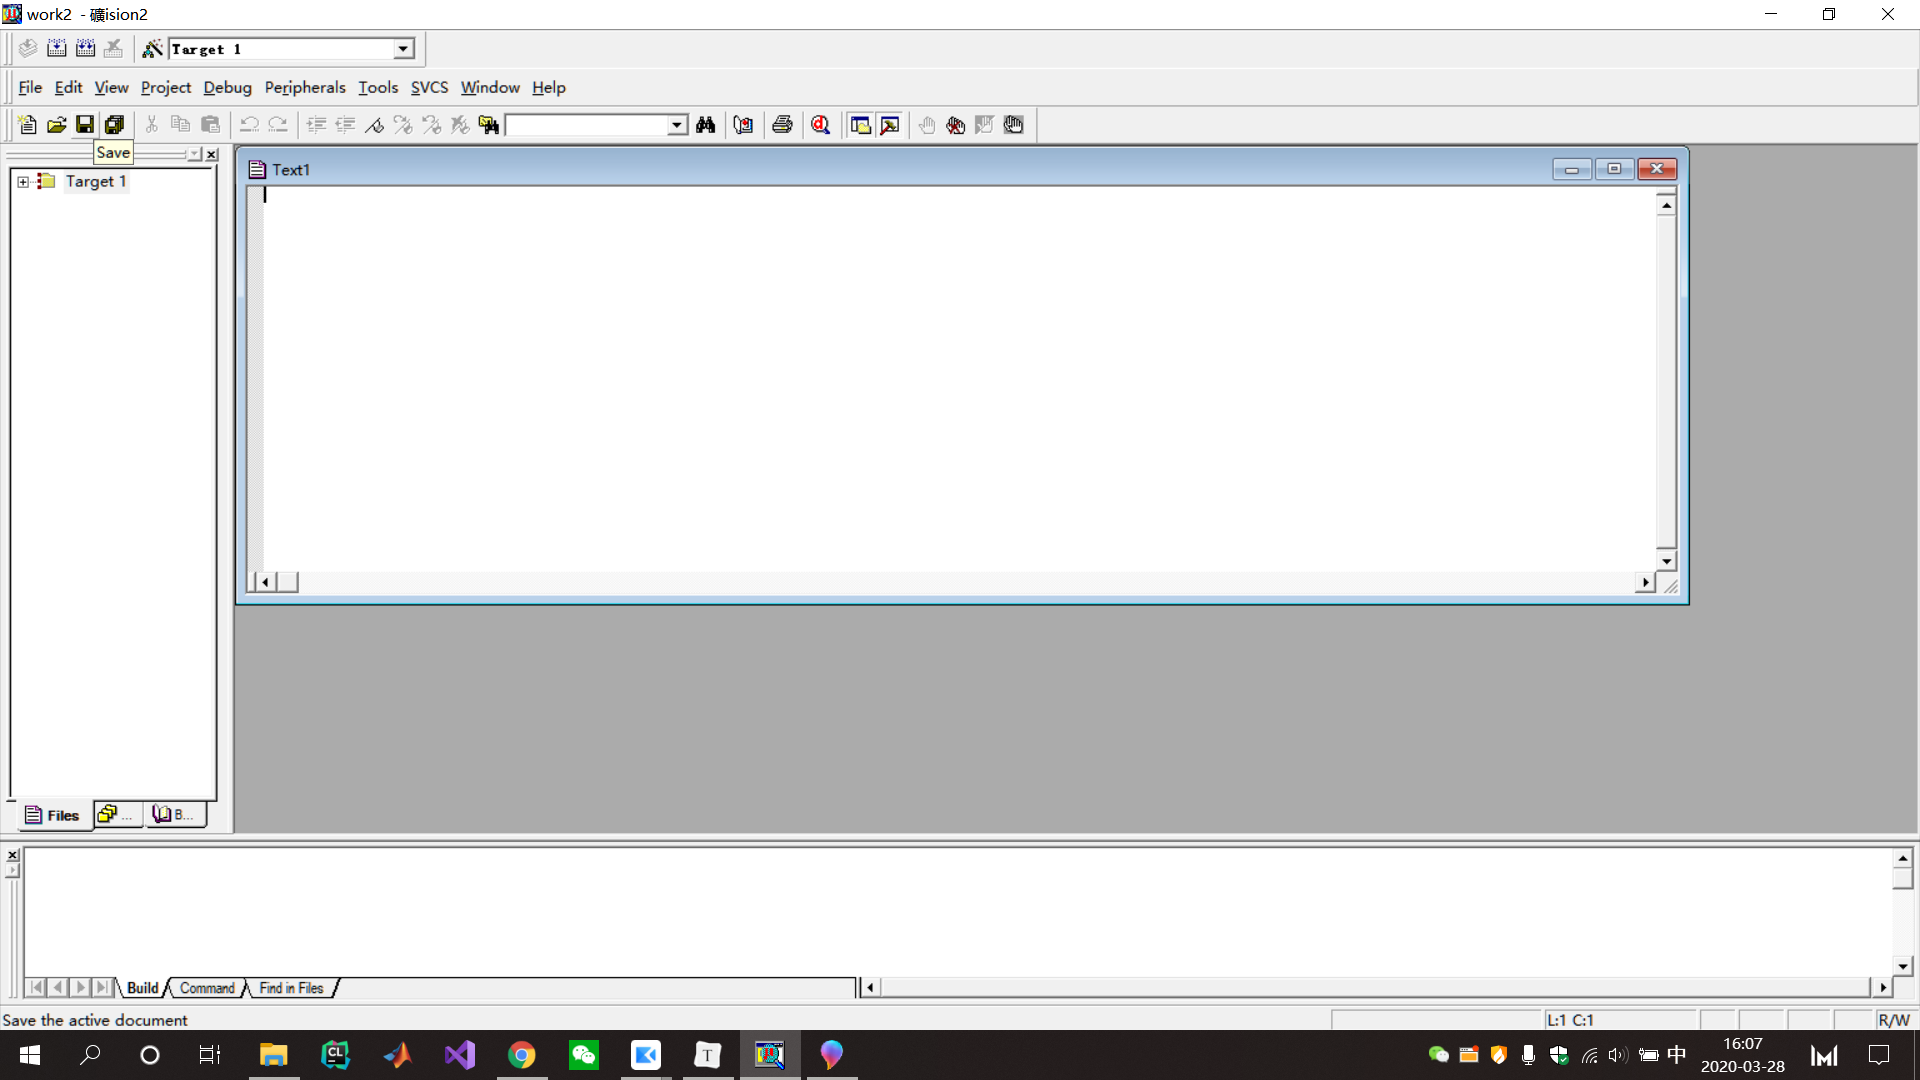 work2 - 礦ision2
Target 1
File Edit View Project Debug Peripherals Tools SVCS Window Help
Save
Target 1
Text1
Files ... B...
Build Command Find in Files
Save the active document
L:1 C:1
R/W
CL
T
中
16:07
2020-03-28